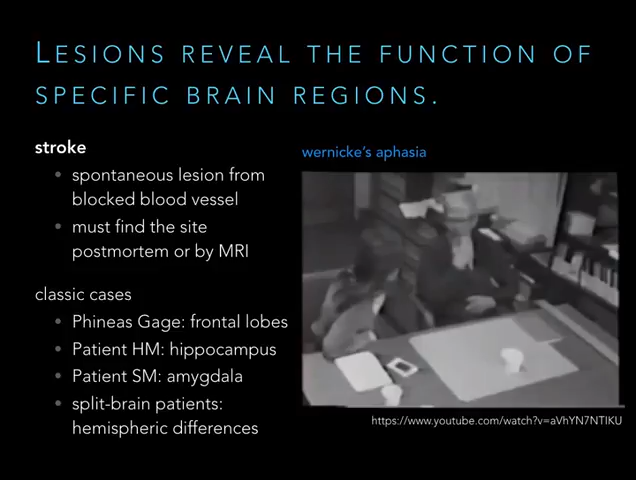 LESIONS REVEAL THE FUNCTION OF
SPECIFIC BRAIN REGIONS.
stroke
• spontaneous lesion from
blocked blood vessel
• must find the site
postmortem or by MRI
classic cases
• Phineas Gage: frontal lobes
• Patient HM: hippocampus
• Patient SM: amygdala
• split-brain patients:
hemispheric differences
wernicke's aphasia
https://www.youtube.com/watch?v=aVhYN7NTIKU